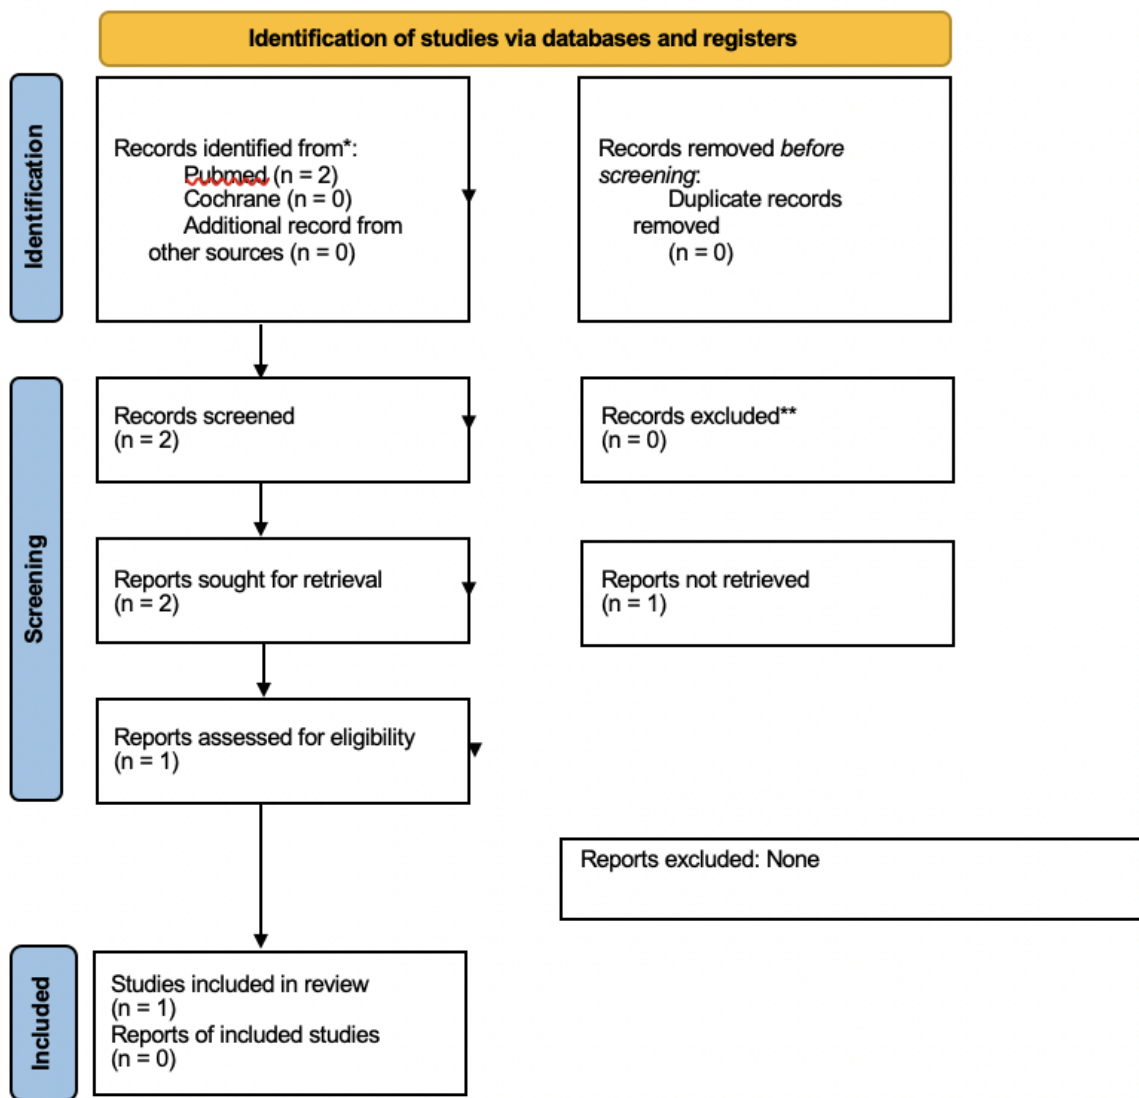 Identification of studies via databases and registers
Identification
Records identified from*:
Pubmed (n = 2)
Cochrane (n = 0)
Additional record from
other sources (n = 0)
Records removed before
screening:
Duplicate records
removed
(n = 0)
Screening
Records screened
(n = 2)
Records excluded**
(n = 0)
Reports sought for retrieval
(n = 2)
Reports not retrieved
(n = 1)
Reports assessed for eligibility
(n = 1)
Reports excluded: None
Included
Studies included in review
(n = 1)
Reports of included studies
(n = 0)